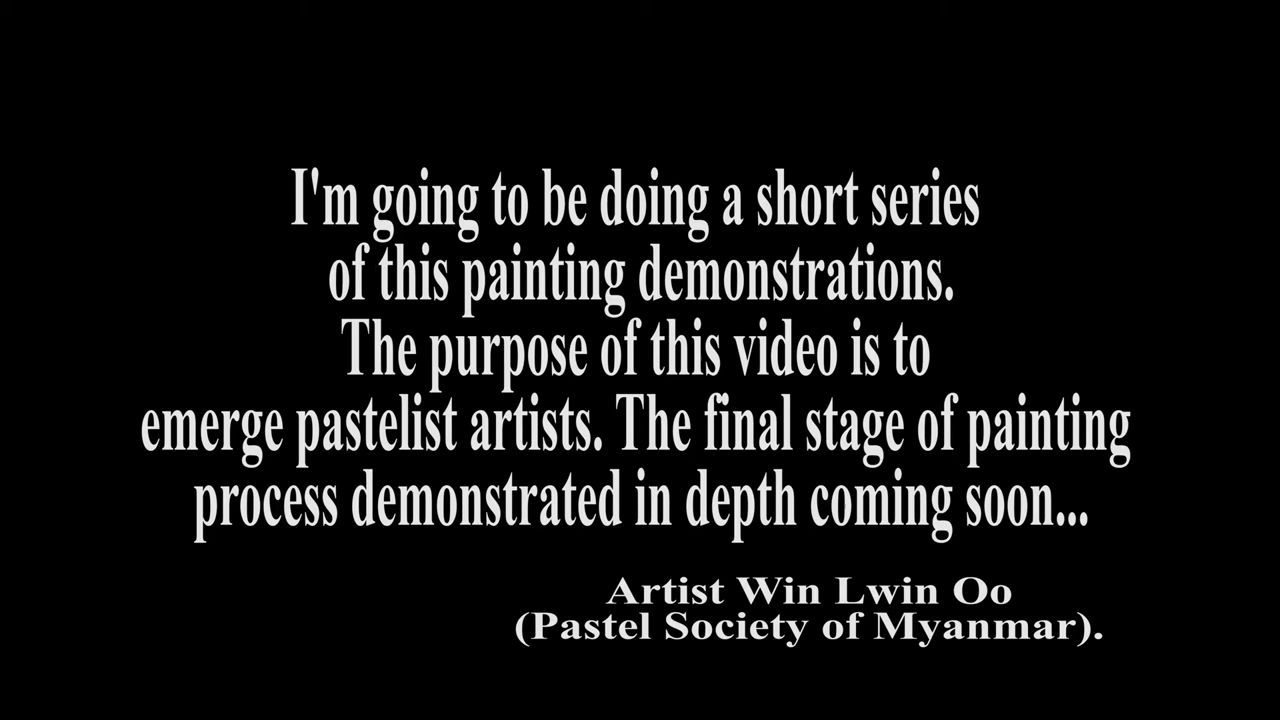 I'm going to be doing a short series
of this painting demonstrations.
The purpose of this video is to
emerge pastelist artists. The final stage of painting
process demonstrated in depth coming soon...
Artist Win Lwin Oo
(Pastel Society of Myanmar).